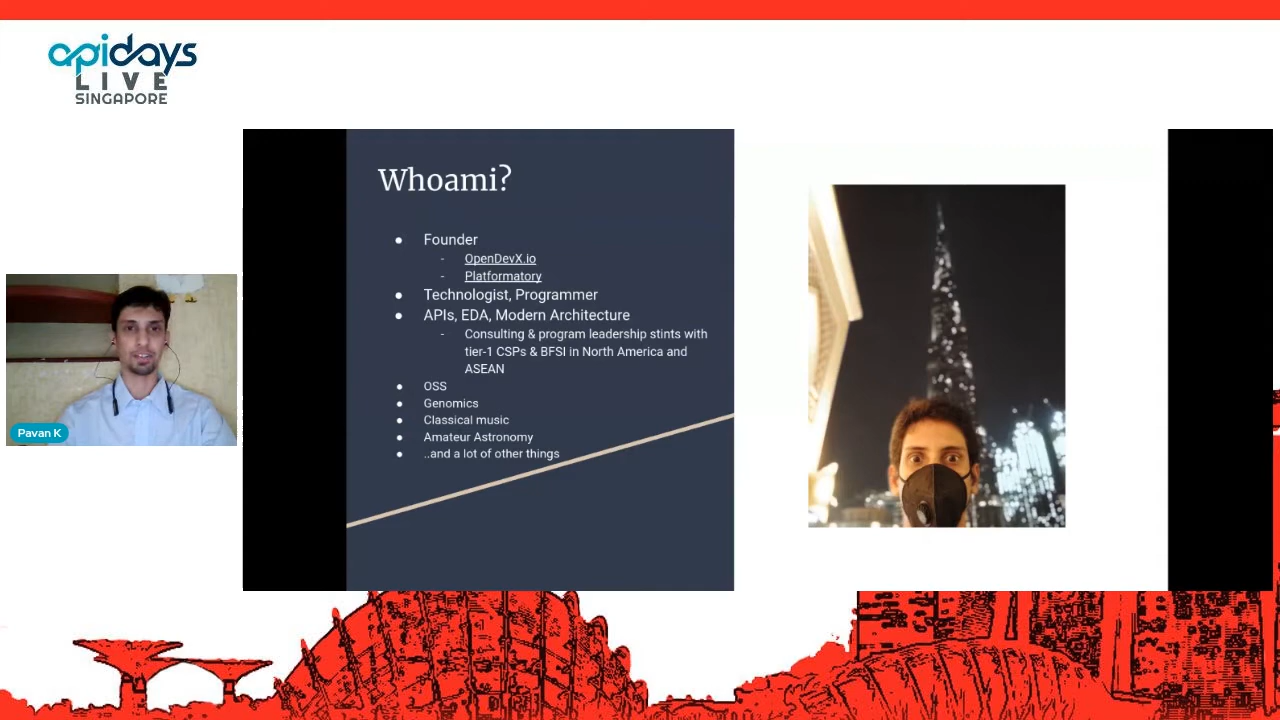 apidays
LIVE
SINGAPORE
Whoami?
● Founder
- OpenDevX.io
- Platformatory
● Technologist, Programmer
● APIs, EDA, Modern Architecture
- Consulting & program leadership stints with
tier-1 CSPs & BFSI in North America and
ASEAN
● OSS
● Genomics
● Classical music
● Amateur Astronomy
● ..and a lot of other things
Pavan K